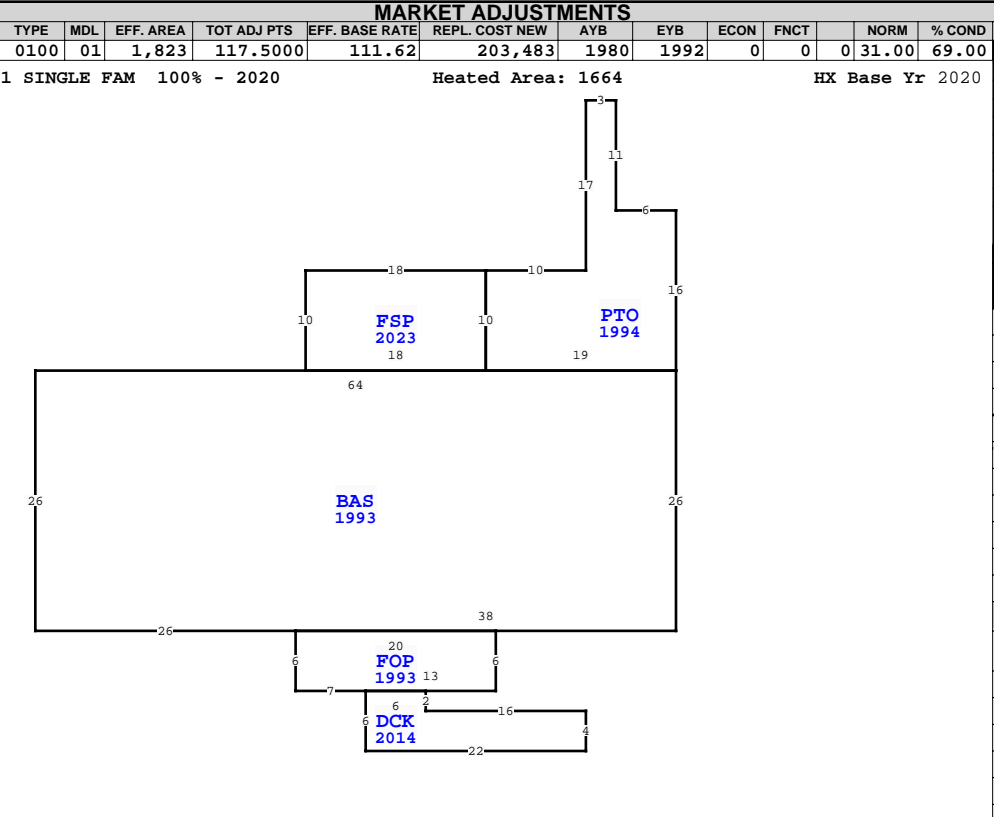 MARKET ADJUSTMENTS
TYPE MDL EFF. AREA TOT ADJ PTS EFF. BASE RATE REPL. COST NEW AYB EYB ECON FNCT NORM % COND
0100 01 1,823 117.5000 111.62 203,483 1980 1992 0 0 0 31.00 69.00
1 SINGLE FAM 100% - 2020 Heated Area: 1664 HX Base Yr 2020
3
11
17
6
18 10
16
10 FSP 10 PTO
2023 1994
18 19
64
26 BAS 26
1993
38
26
20
6 FOP 6
1993 13
7
6 2
16
6 DCK 4
2014
22